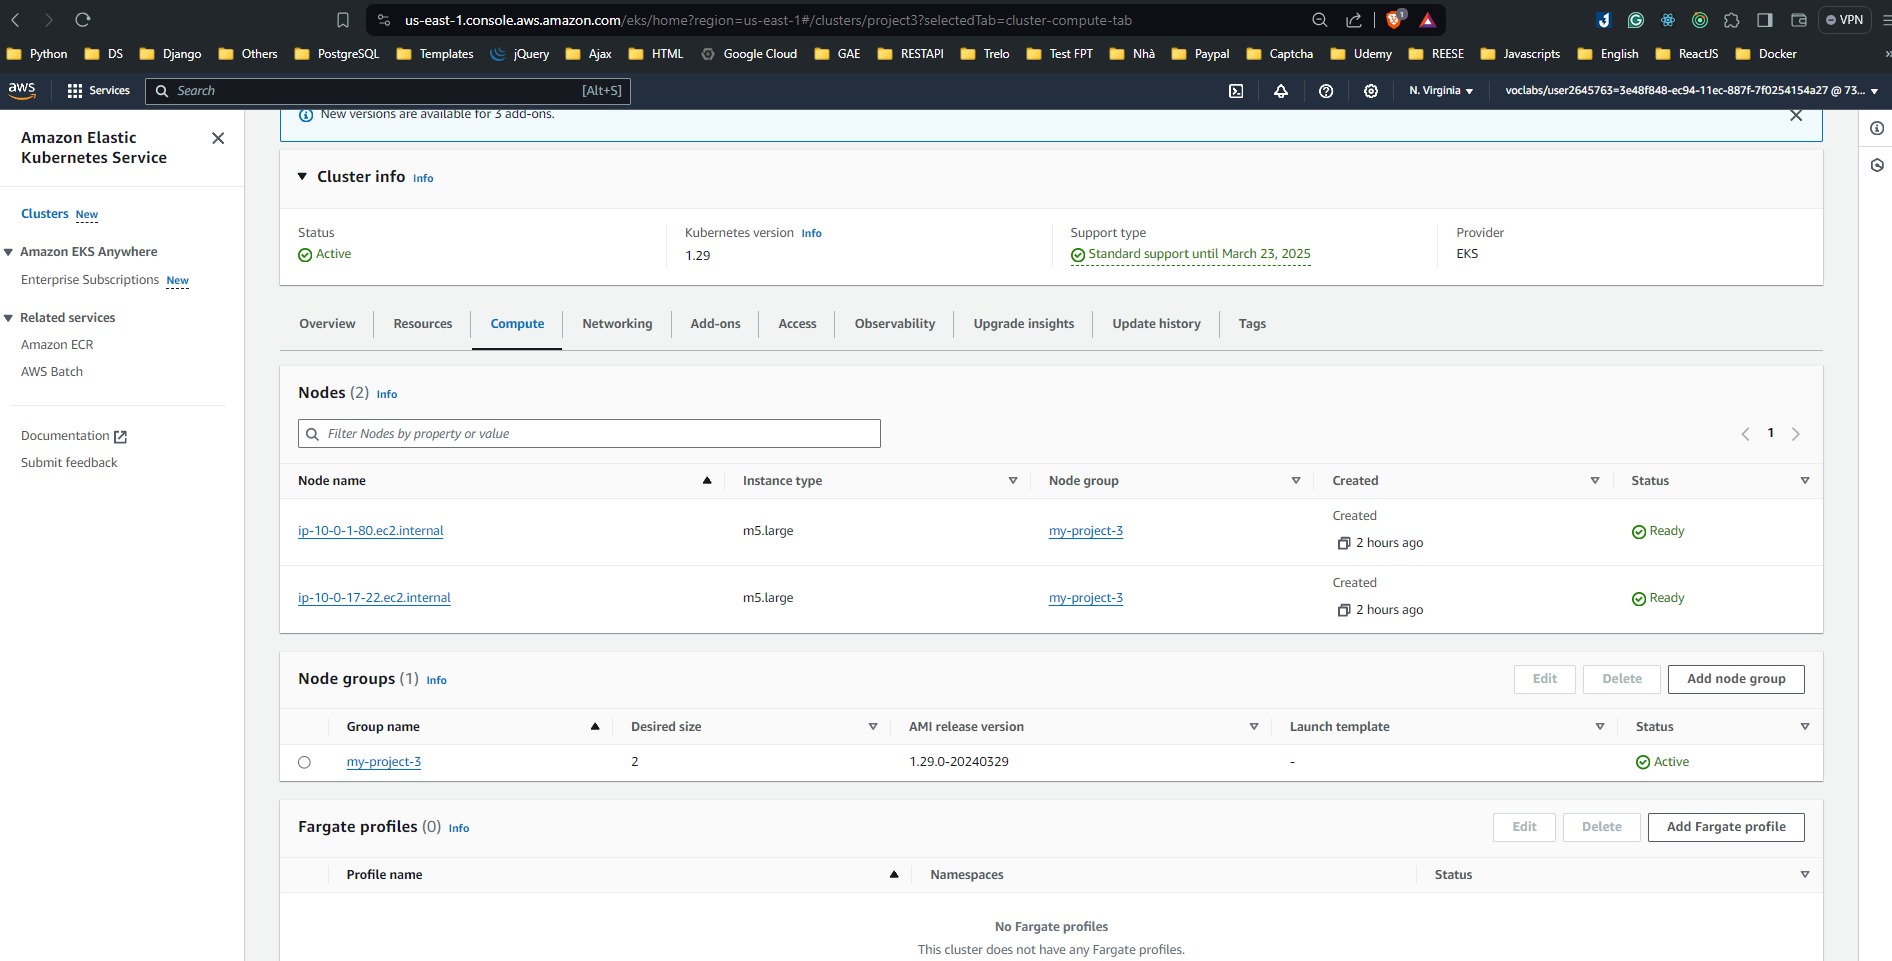 us-east-1.console.aws.amazon.com/eks/home?region=us-east-1#/clusters/project3?selectedTab=cluster-compute-tab
1
VPN
Python DS Django Others PostgreSQL Templates jQuery Ajax HTML Google Cloud GAE RESTAPI Trelo Test FPT Nhà Paypal Captcha Udemy REESE Javascripts English ReactJS Docker »
aws Services Search [Alt+S] N. Virginia voclabs/user2645763=3e48f848-ec94-11ec-887f-7f0254154a27 @ 73...
Amazon Elastic
Kubernetes Service
Clusters New
Amazon EKS Anywhere
Enterprise Subscriptions New
Related services
Amazon ECR
AWS Batch
Documentation
Submit feedback
New versions are available for 3 add-ons.
Cluster info Info
Status
Active
Kubernetes version Info
1.29
Support type
Standard support until March 23, 2025
Provider
EKS
Overview Resources Compute Networking Add-ons Access Observability Upgrade insights Update history Tags
Nodes (2) Info
Filter Nodes by property or value
1
Node name Instance type Node group Created Status
Created
ip-10-0-1-80.ec2.internal m5.large my-project-3 2 hours ago Ready
Created
ip-10-0-17-22.ec2.internal m5.large my-project-3 2 hours ago Ready
Node groups (1) Info Edit Delete Add node group
Group name Desired size AMI release version Launch template Status
my-project-3 2 1.29.0-20240329 - Active
Fargate profiles (0) Info Edit Delete Add Fargate profile
Profile name Namespaces Status
No Fargate profiles
This cluster does not have any Fargate profiles.